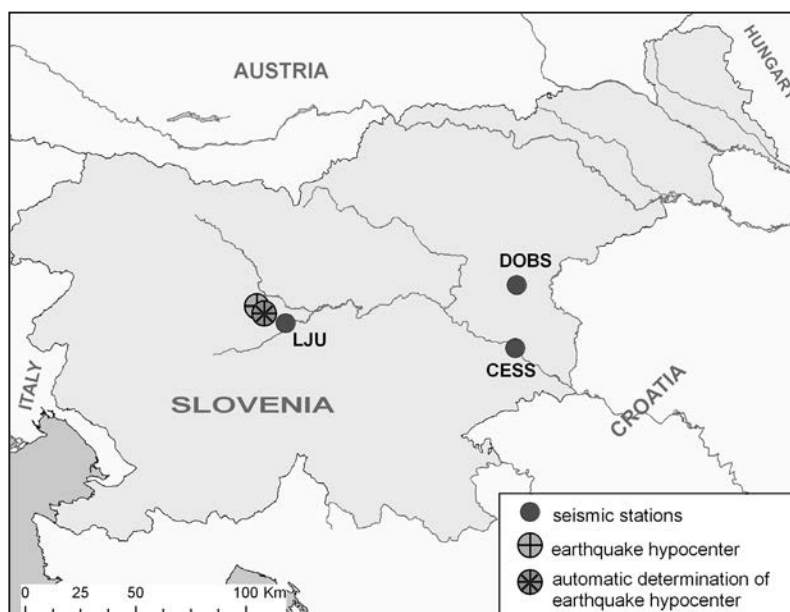 AUSTRIA
HUNGARY
DOBS
LJU
CESS
ITALY
SLOVENIA
CROATIA
seismic stations
earthquake hypocenter
automatic determination of
earthquake hypocenter
0 25 50 100 Km